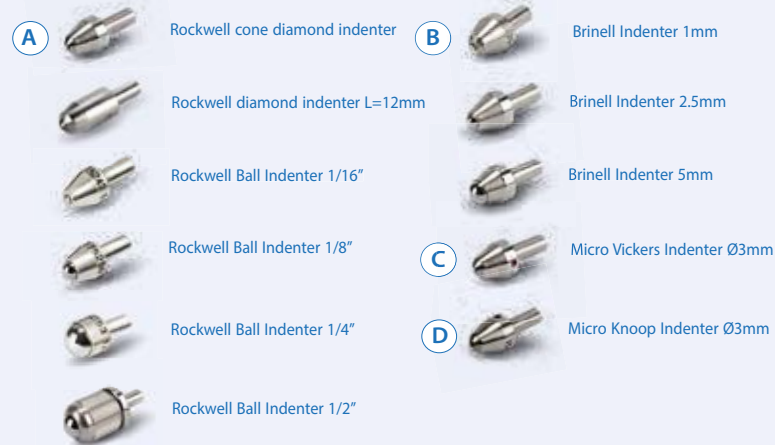 A
Rockwell cone diamond indenter
Rockwell diamond indenter L=12mm
Rockwell Ball Indenter 1/16”
Rockwell Ball Indenter 1/8”
Rockwell Ball Indenter 1/4”
Rockwell Ball Indenter 1/2”
B
Brinell Indenter 1mm
Brinell Indenter 2.5mm
Brinell Indenter 5mm
C
Micro Vickers Indenter Ø3mm
D
Micro Knoop Indenter Ø3mm